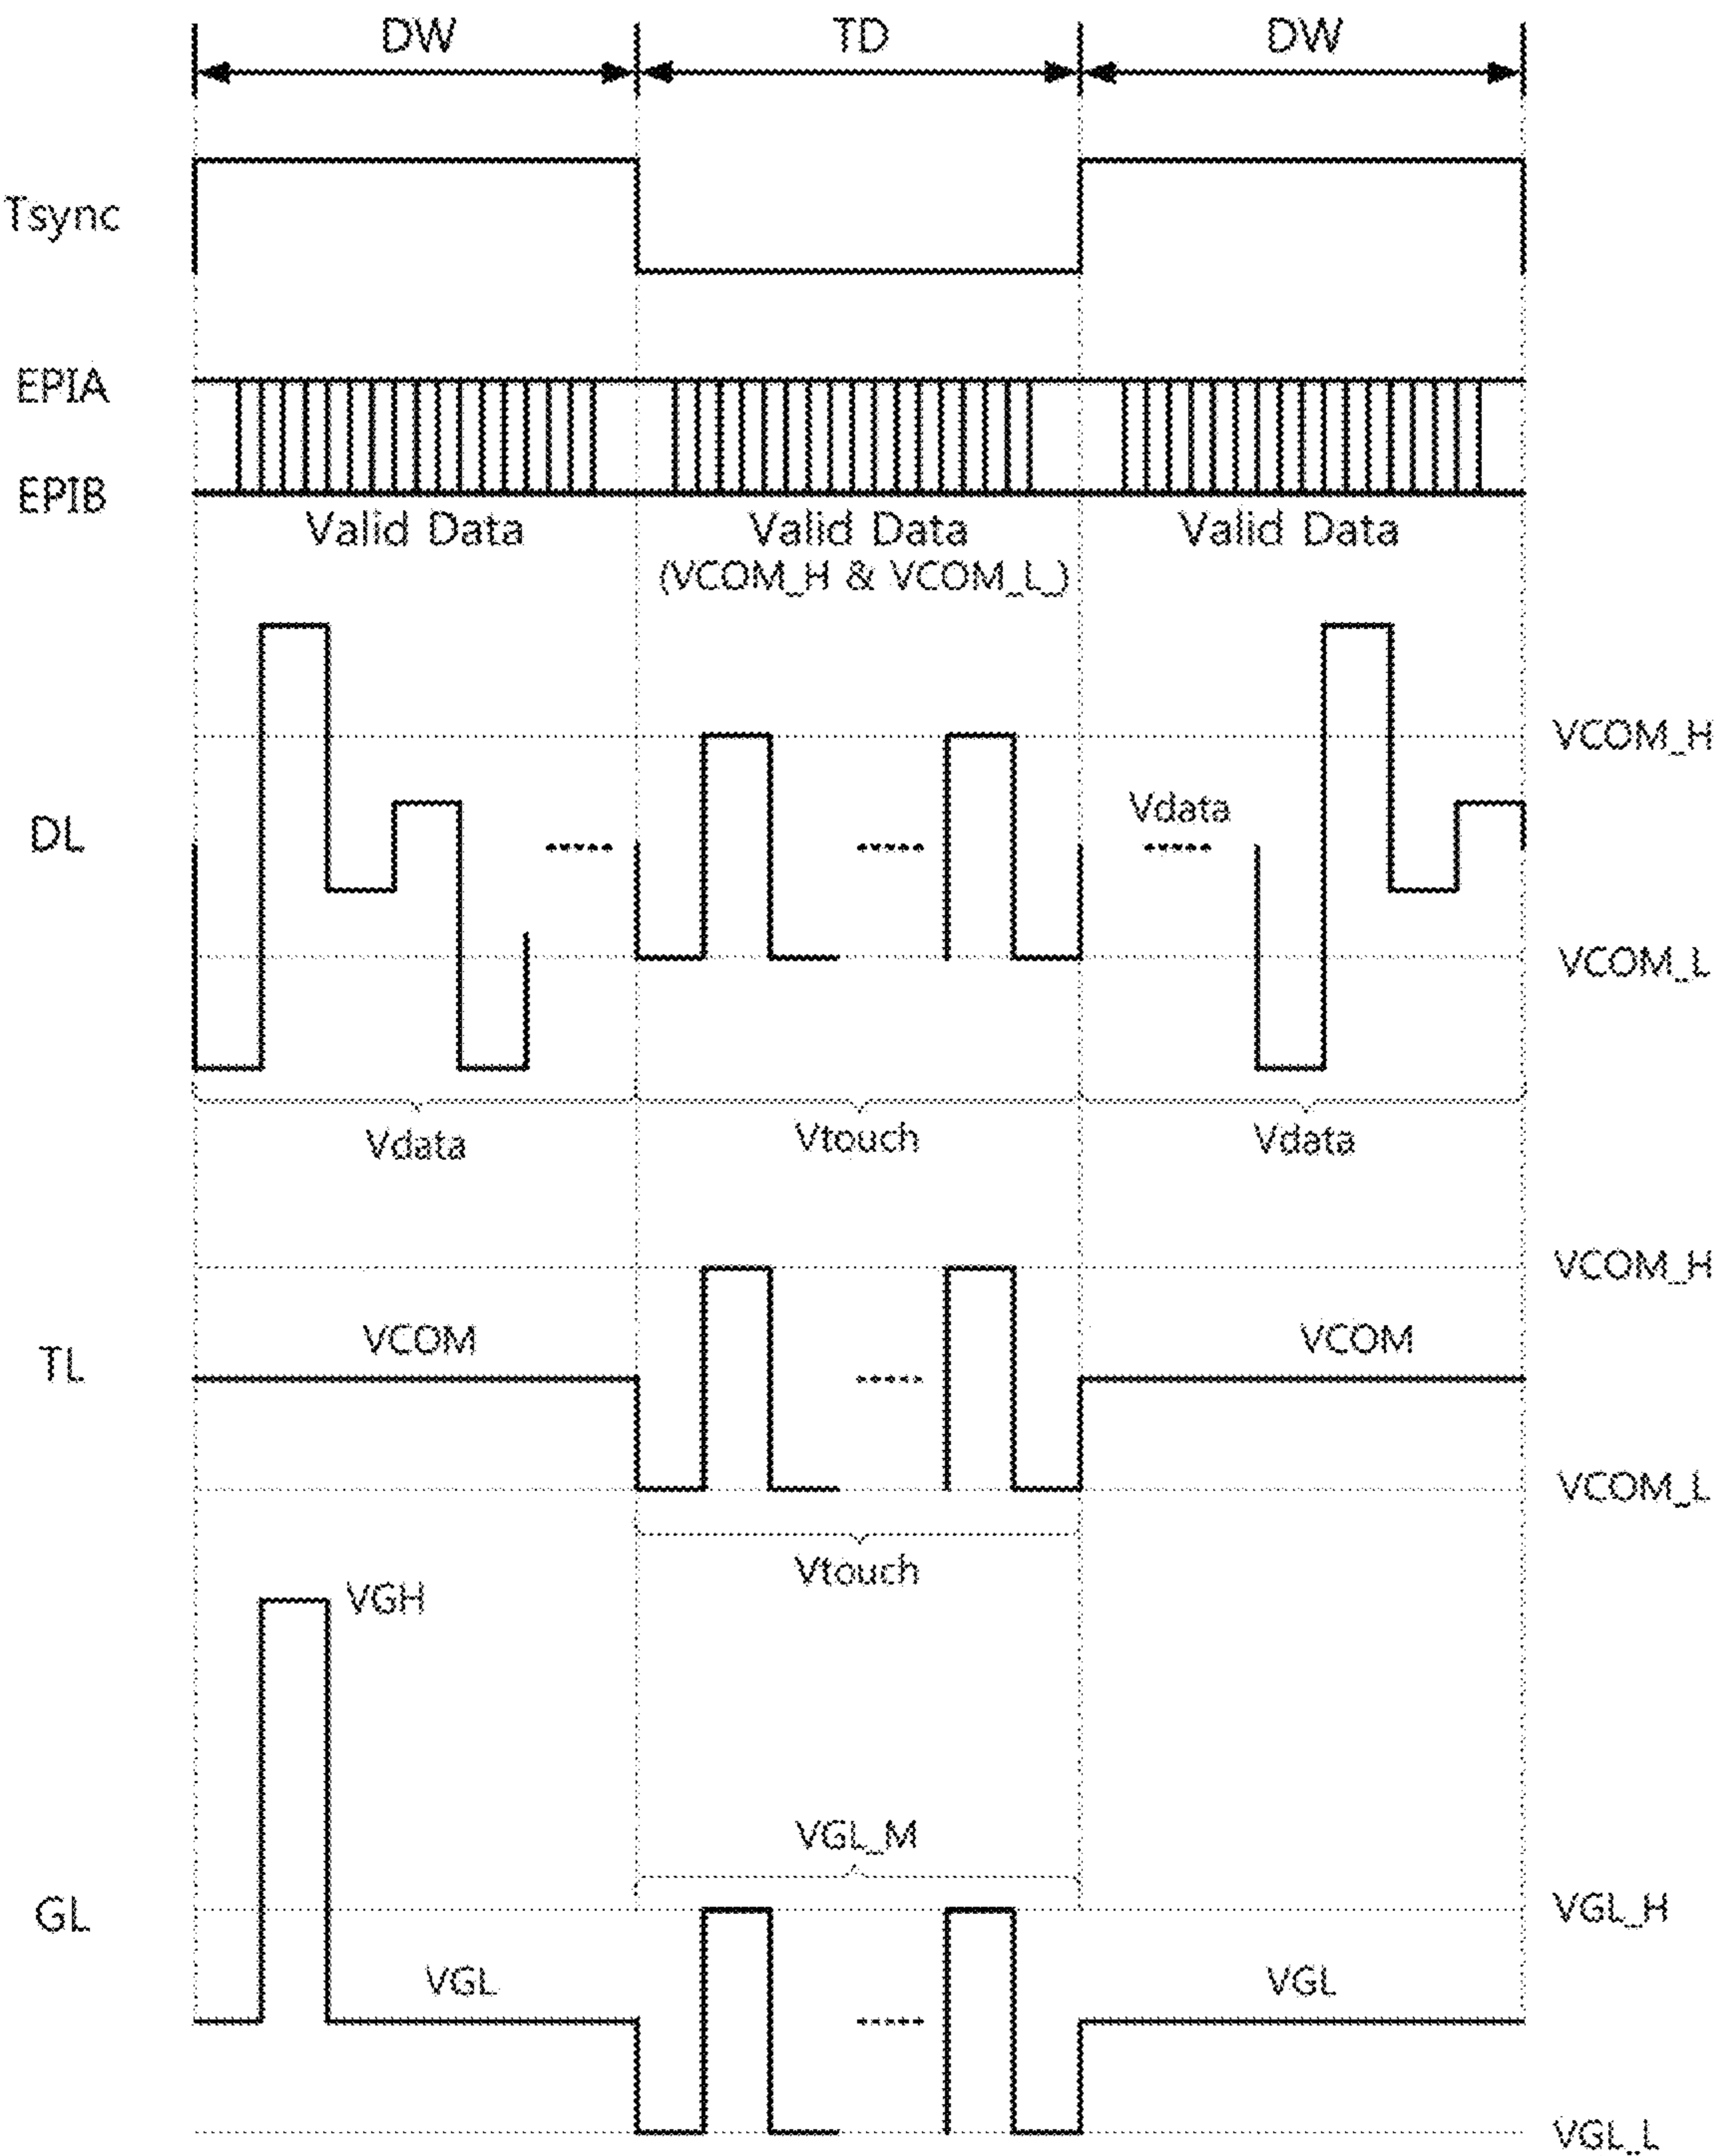 DW TD DW
Tsync
EPIA
EPIB
Valid Data Valid Data Valid Data
(VCOM_H & VCOM_L_)
VCOM_H
Vdata
DL
VCOM_L
Vdata Vtouch Vdata
VCOM_H
VCOM VCOM
TL
VCOM_L
Vtouch
VGH
VGL_M
GL VGL_H
VGL VGL
VGL_L